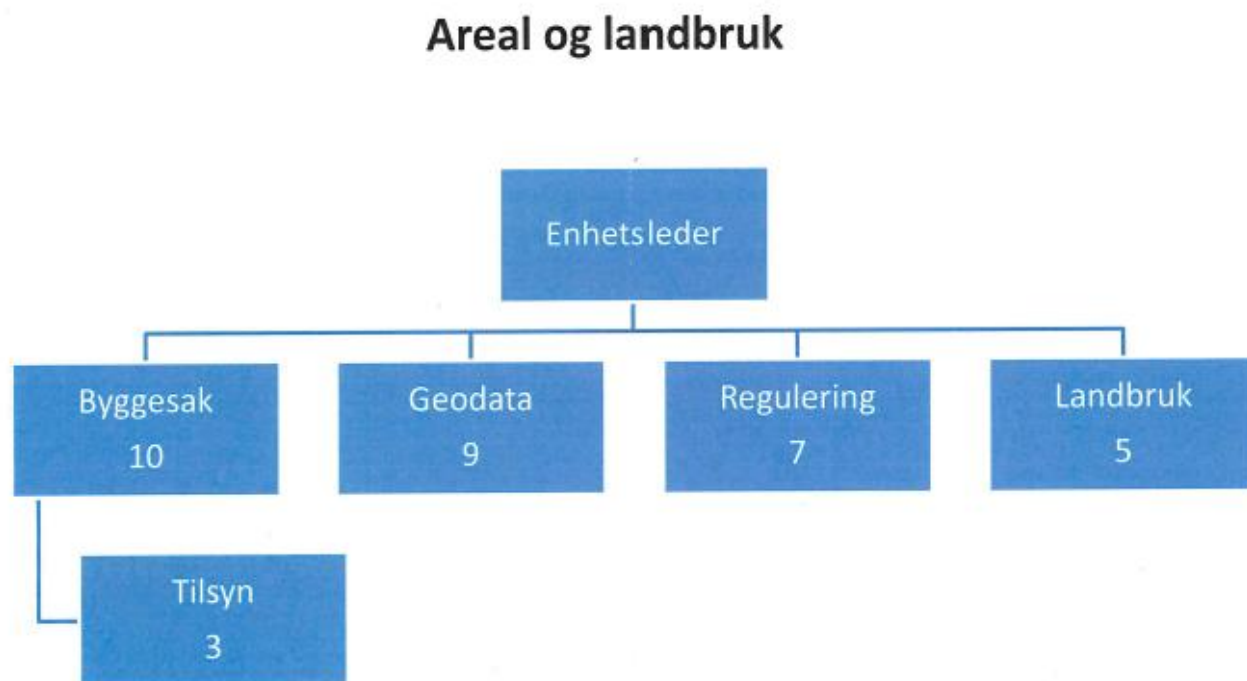 Areal og landbruk
Enhetsleder
Byggesak
10
Geodata
9
Regulering
7
Landbruk
5
Tilsyn
3